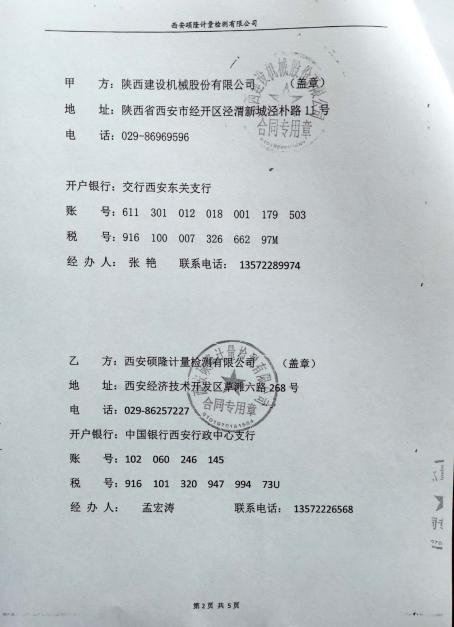 西安硕隆计量检测有限公司
甲 方：陕西建设机械股份有限公司 （盖章）
地 址：陕西省西安市经开区泾渭新城泾朴路 11 号
电 话：029-86969596
合同专用章
开户银行：交行西安东关支行
账 号：611 301 012 018 001 179 503
税 号：916 100 007 326 662 97M
经 办 人： 张 艳 联系电话： 13572289974
乙 方：西安硕隆计量检测有限公司 （盖章）
地 址：西安经济技术开发区草滩六路 268 号
合同专用章
电 话：029-86257227
开户银行：中国银行西安行政中心支行
账 号：102 060 246 145
税 号：916 101 320 947 994 73U
经 办 人： 孟宏涛 联系电话： 13572226568
第 2 页 共 5 页